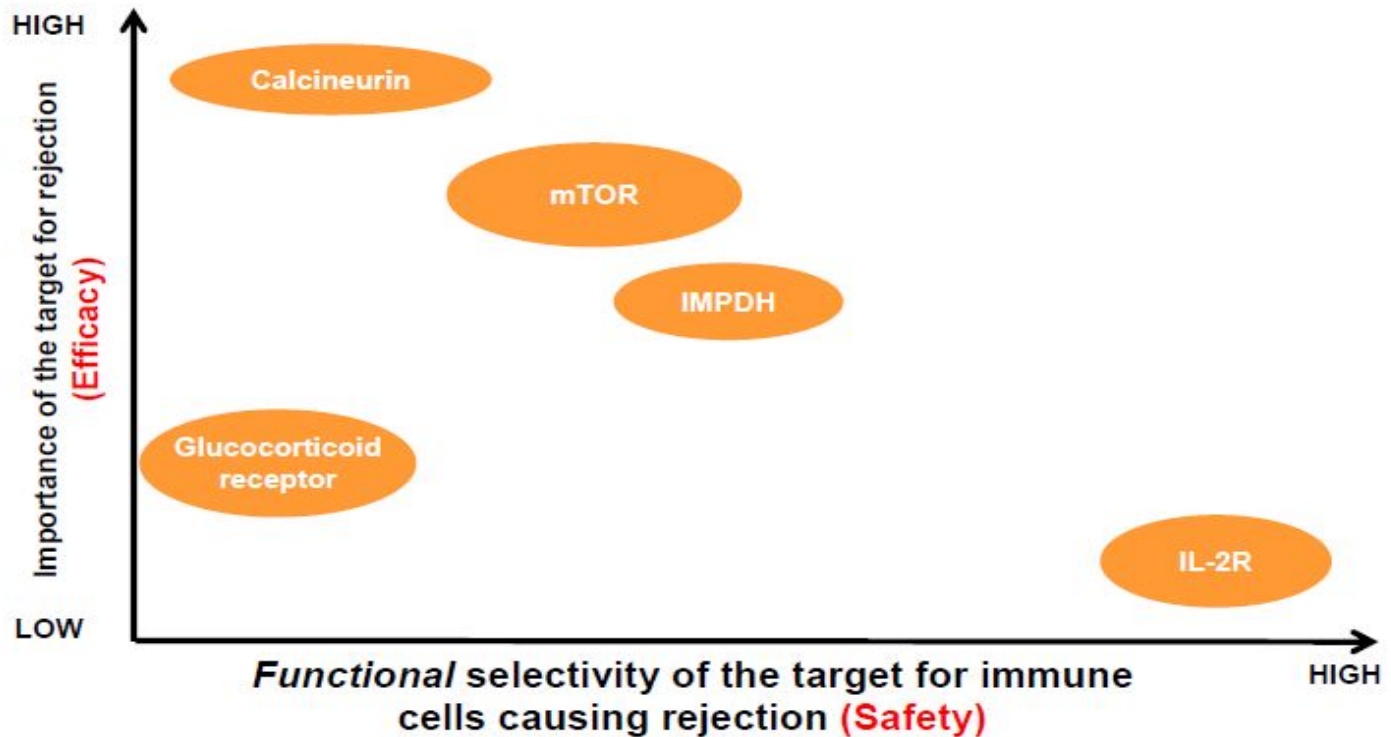 HIGH
Calcineurin
mTOR
IMPDH
Glucocorticoid
receptor
IL-2R
Importance of the target for rejection
(Efficacy)
LOW
HIGH
Functional selectivity of the target for immune
cells causing rejection (Safety)